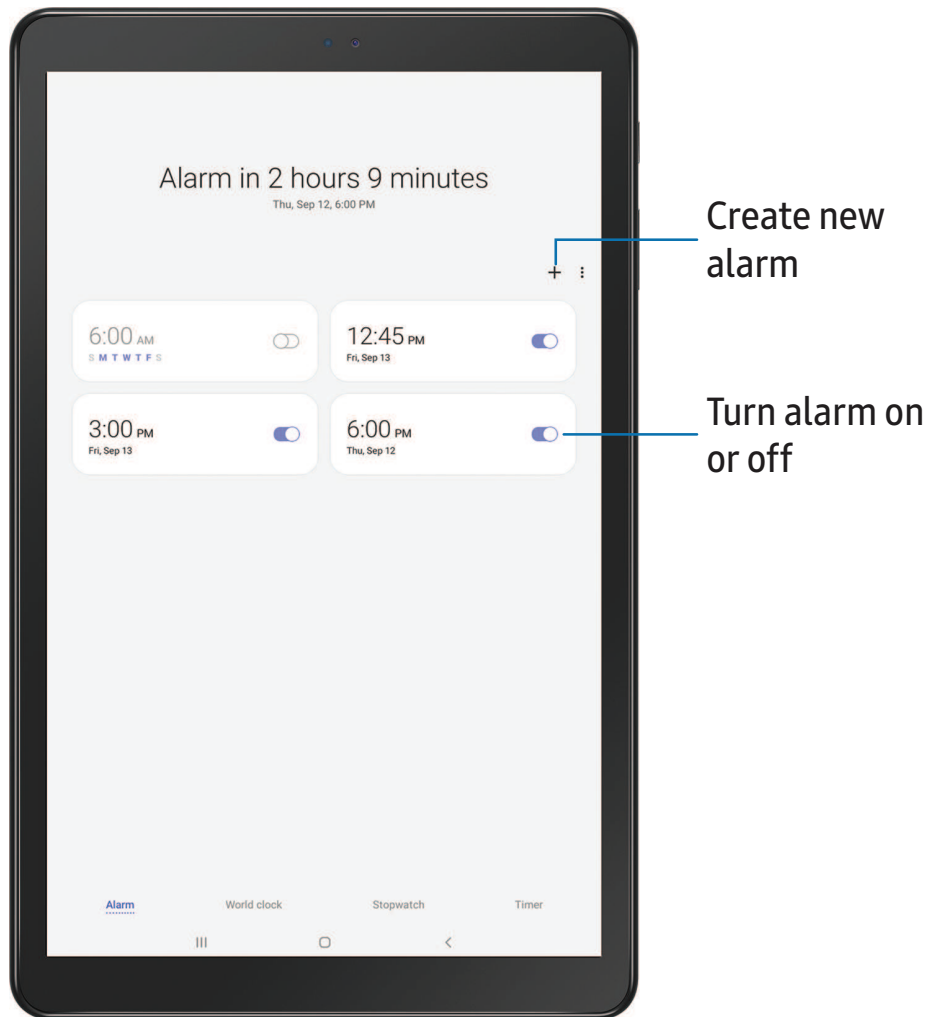 Alarm in 2 hours 9 minutes
Thu, Sep 12, 6:00 PM
Create new
alarm
6:00 AM
S M T W T F S
12:45 PM
Fri, Sep 13
3:00 PM
Fri, Sep 13
6:00 PM
Thu, Sep 12
Turn alarm on
or off
Alarm
World clock
Stopwatch
Timer